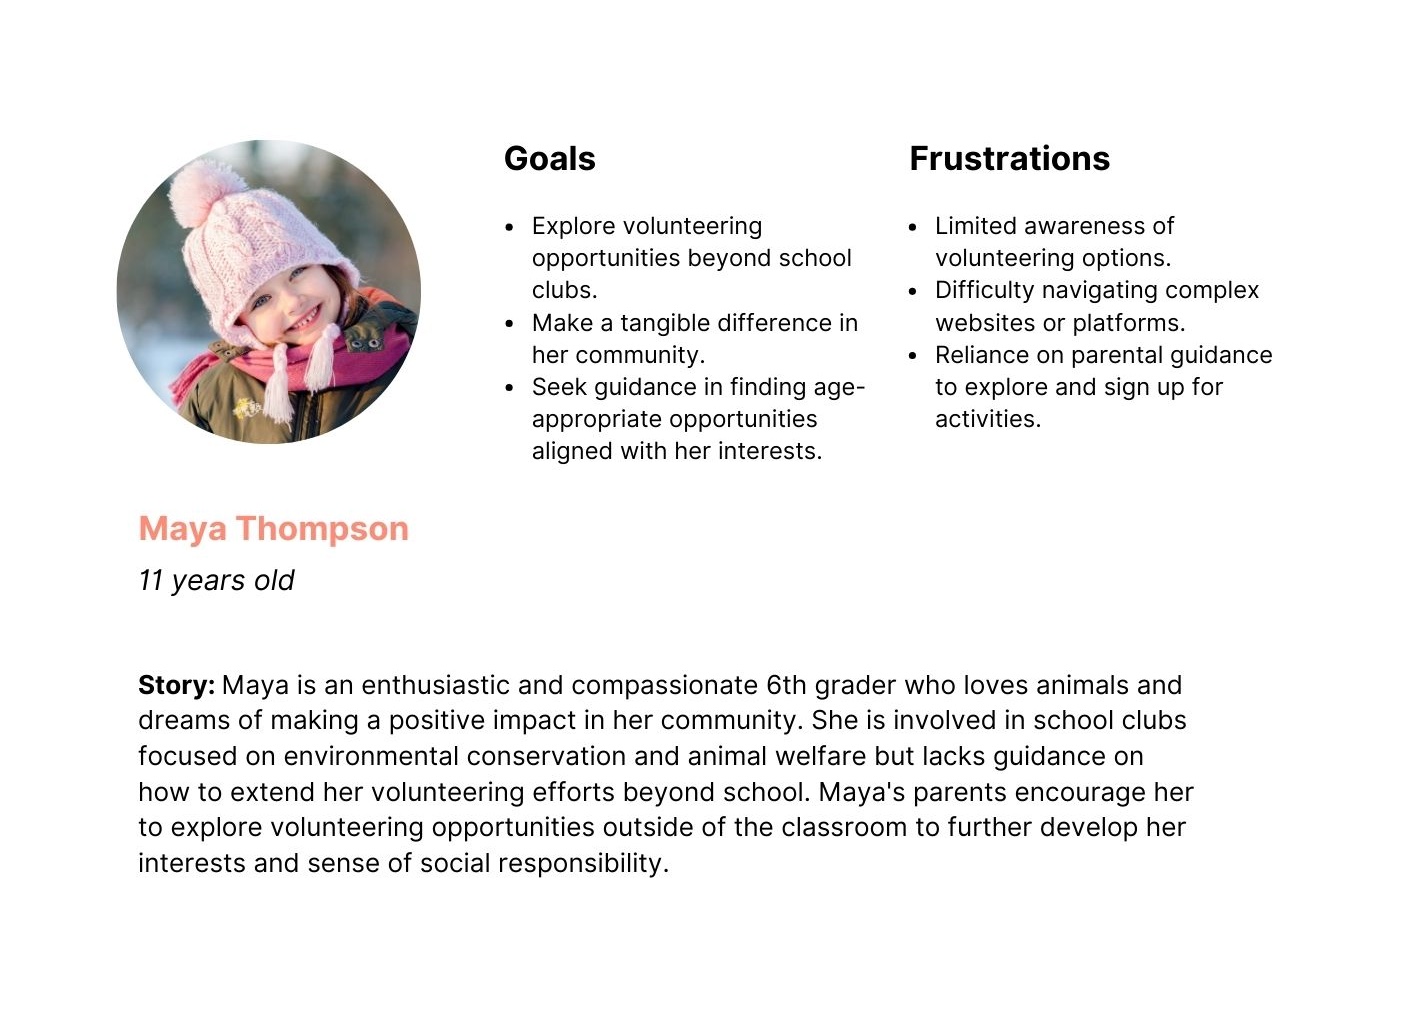 Goals
• Explore volunteering
opportunities beyond school
clubs.
• Make a tangible difference in
her community.
• Seek guidance in finding age-
appropriate opportunities
aligned with her interests.
Frustrations
• Limited awareness of
volunteering options.
• Difficulty navigating complex
websites or platforms.
• Reliance on parental guidance
to explore and sign up for
activities.
Maya Thompson
11 years old
Story: Maya is an enthusiastic and compassionate 6th grader who loves animals and
dreams of making a positive impact in her community. She is involved in school clubs
focused on environmental conservation and animal welfare but lacks guidance on
how to extend her volunteering efforts beyond school. Maya's parents encourage her
to explore volunteering opportunities outside of the classroom to further develop her
interests and sense of social responsibility.